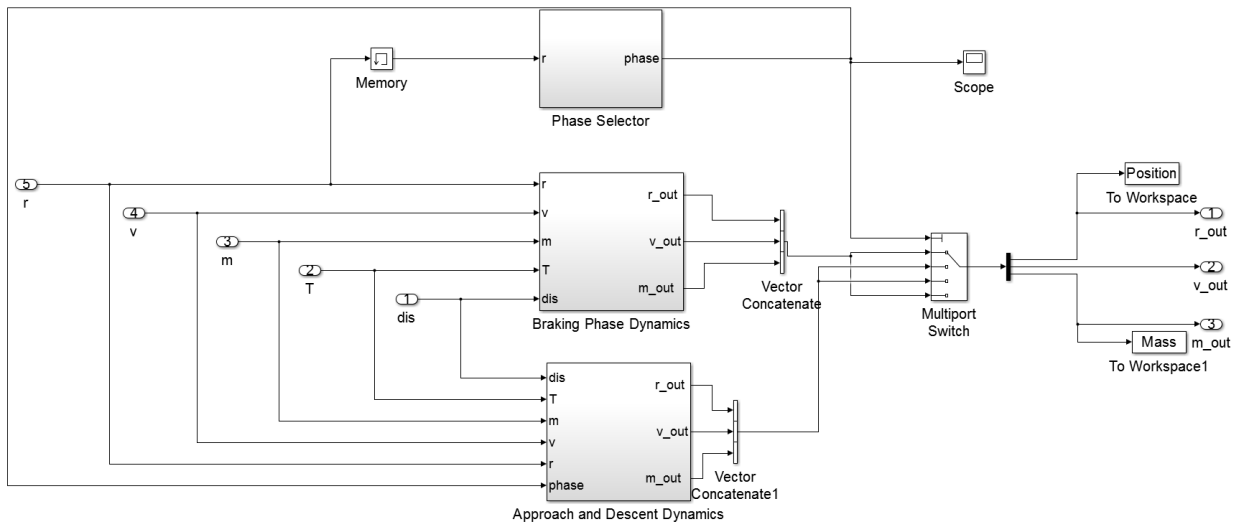 r
phase
Memory
Scope
Phase Selector
5
r
4
v
3
m
2
T
1
dis
r
v
m
T
dis
r_out
v_out
m_out
Braking Phase Dynamics
Vector
Concatenate
Multiport
Switch
Position
To Workspace
1
r_out
2
v_out
3
m_out
Mass
To Workspace1
dis
T
m
v
r
phase
r_out
v_out
m_out
Vector
Concatenate1
Approach and Descent Dynamics